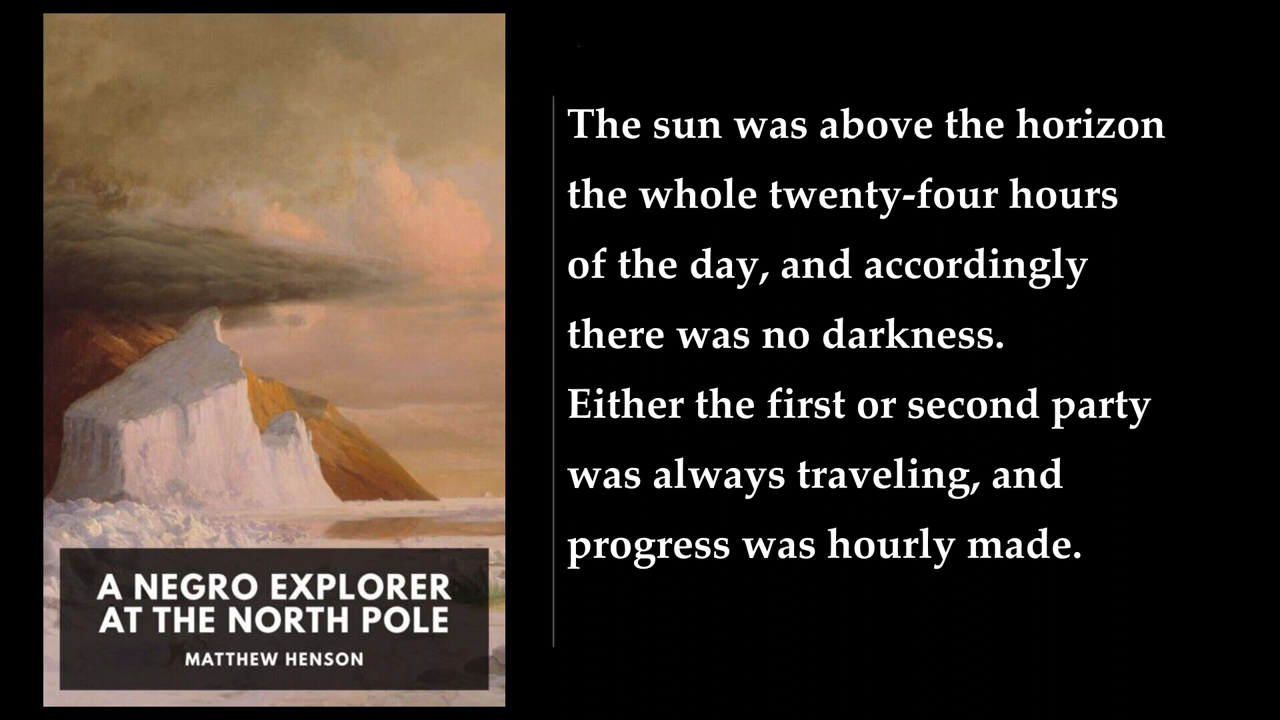 The sun was above the horizon
the whole twenty-four hours
of the day, and accordingly
there was no darkness.
Either the first or second party
was always traveling, and
progress was hourly made.
A NEGRO EXPLORER
AT THE NORTH POLE
MATTHEW HENSON